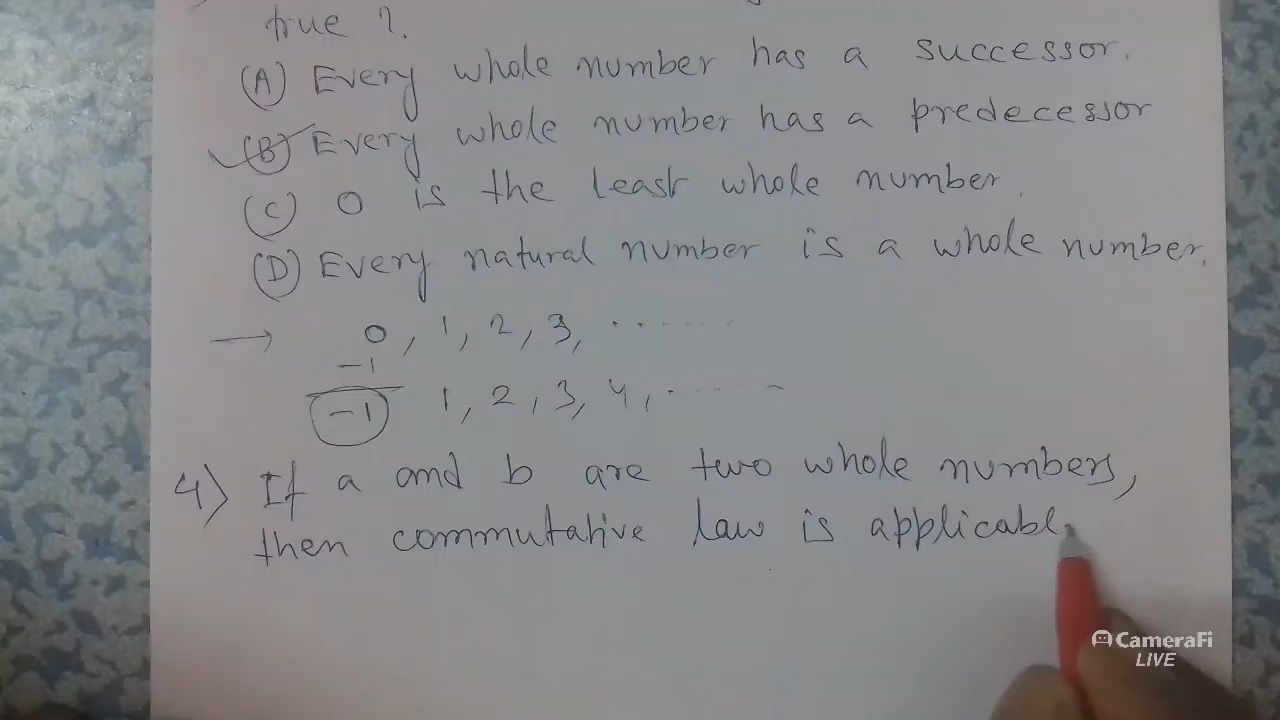 true ?.
(A) Every whole number has a successor.
(B) Every whole number has a predecessor
(C) 0 is the least whole number.
(D) Every natural number is a whole number.
→ 0, 1, 2, 3, .......
-1
-1 1, 2, 3, 4, .......
4) If a and b are two whole numbers,
then commutative law is applicabl
CameraFi
LIVE